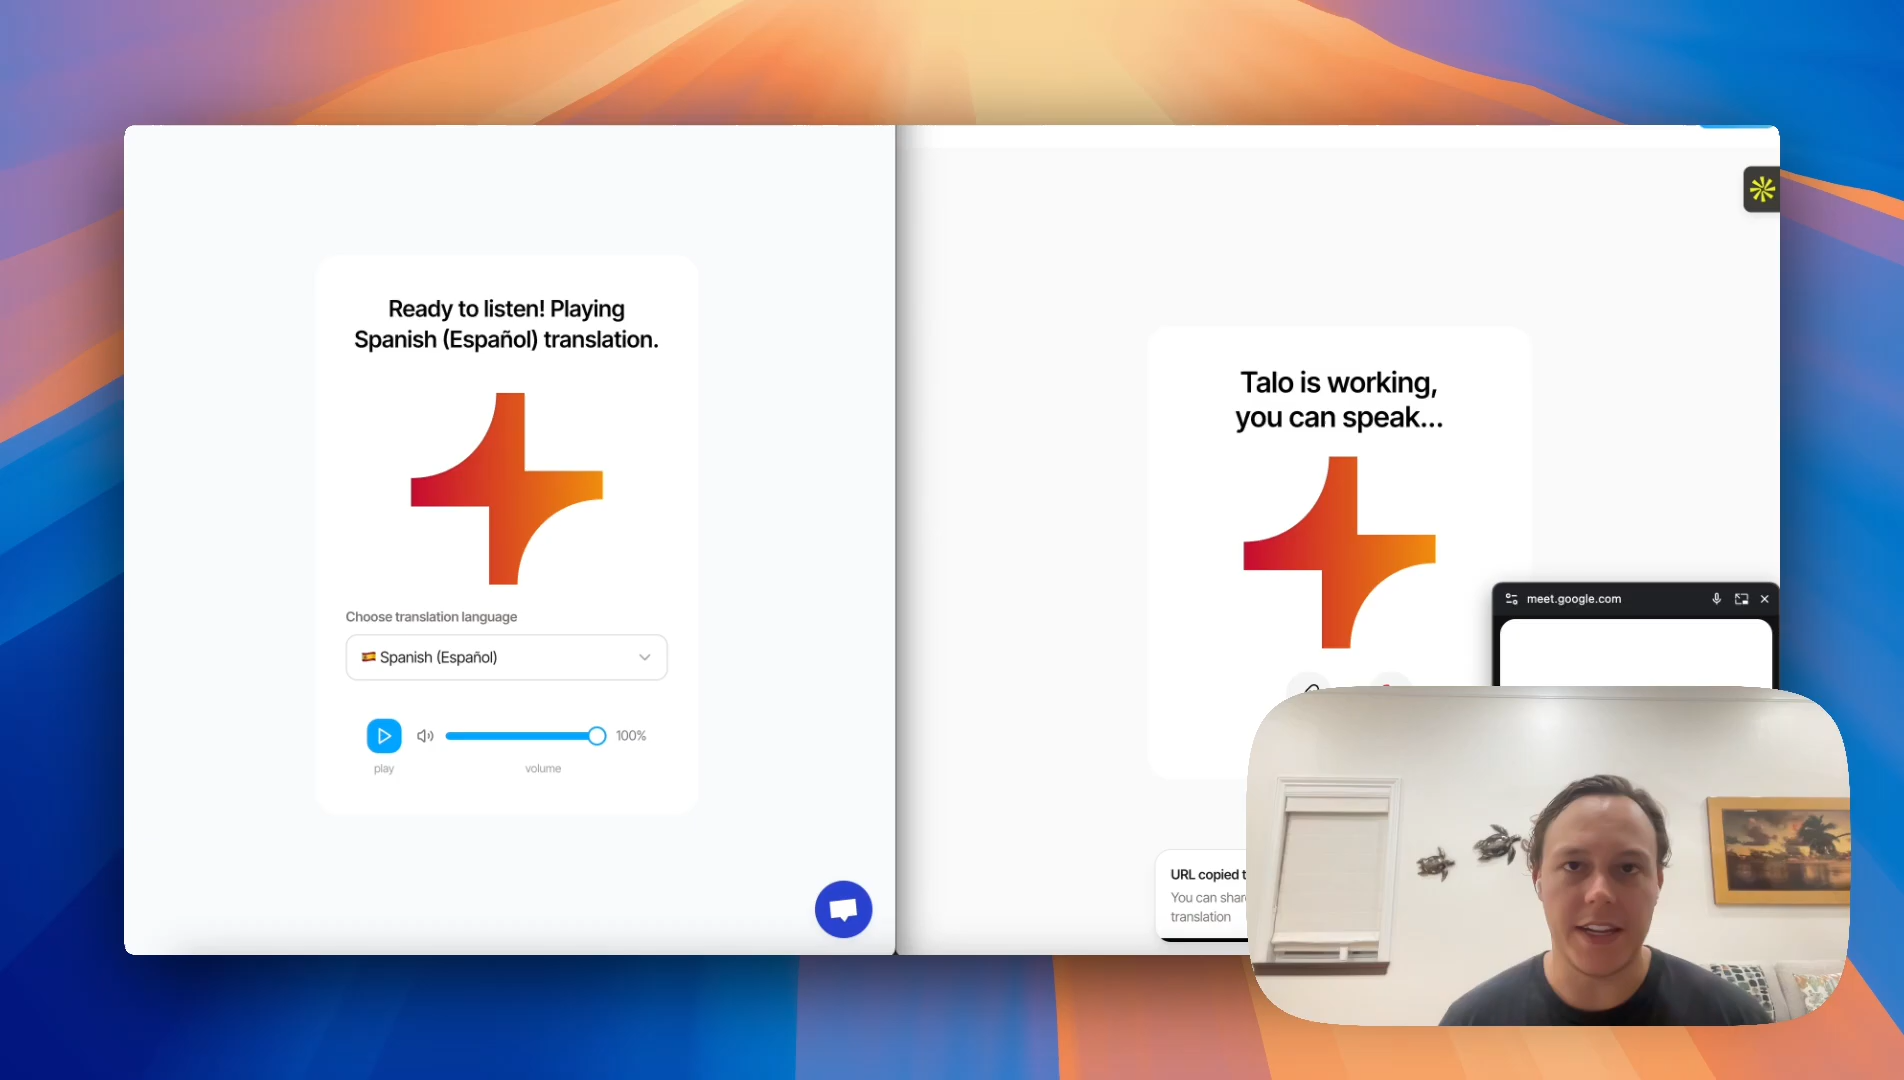 Ready to listen! Playing
Spanish (Español) translation.
Choose translation language
Spanish (Español)
100%
play
volume
Talo is working,
you can speak...
meet.google.com
URL copied t
You can shar
translation